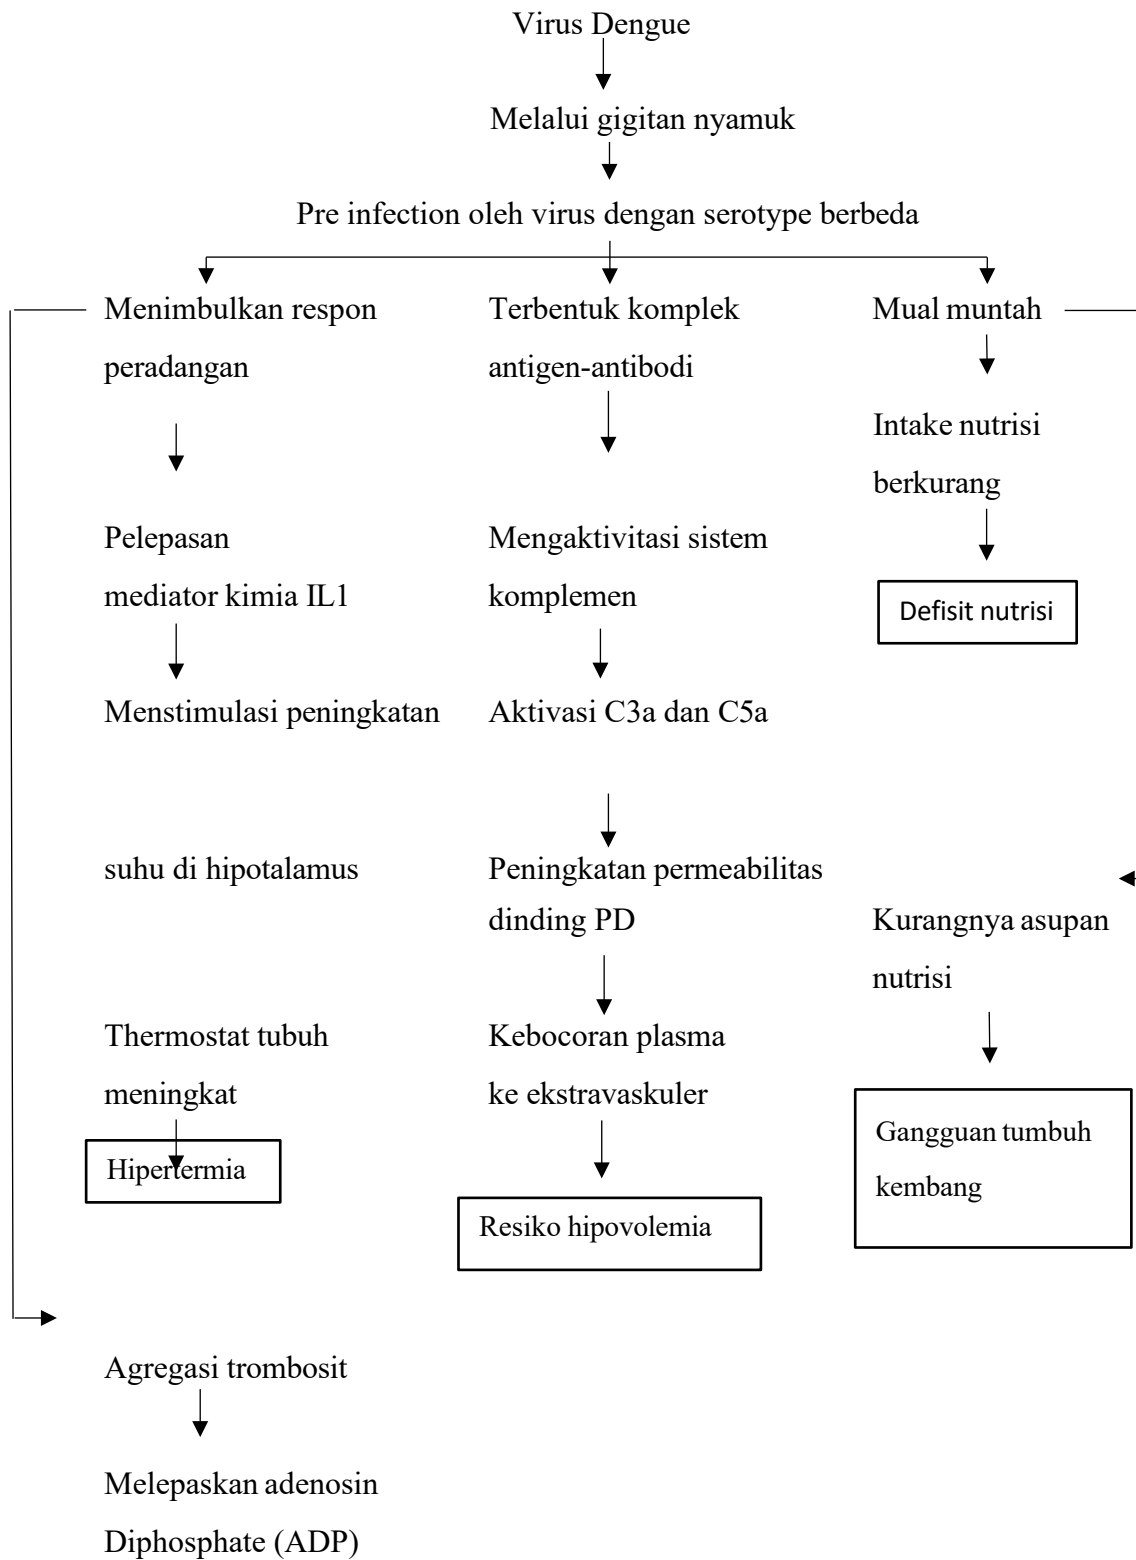 Virus Dengue
Melalui gigitan nyamuk
Pre infection oleh virus dengan serotype berbeda
Menimbulkan respon
peradangan
Terbentuk komplek
antigen-antibodi
Mual muntah
Intake nutrisi
berkurang
Pelepasan
mediator kimia IL1
Mengaktivitasi sistem
komplemen
Defisit nutrisi
Menstimulasi peningkatan
Aktivasi C3a dan C5a
suhu di hipotalamus
Peningkatan permeabilitas
dinding PD
Kurangnya asupan
nutrisi
Thermostat tubuh
meningkat
Kebocoran plasma
ke ekstravaskuler
Gangguan tumbuh
kembang
Hipertermia
Resiko hipovolemia
Agregasi trombosit
Melepaskan adenosin
Diphosphate (ADP)